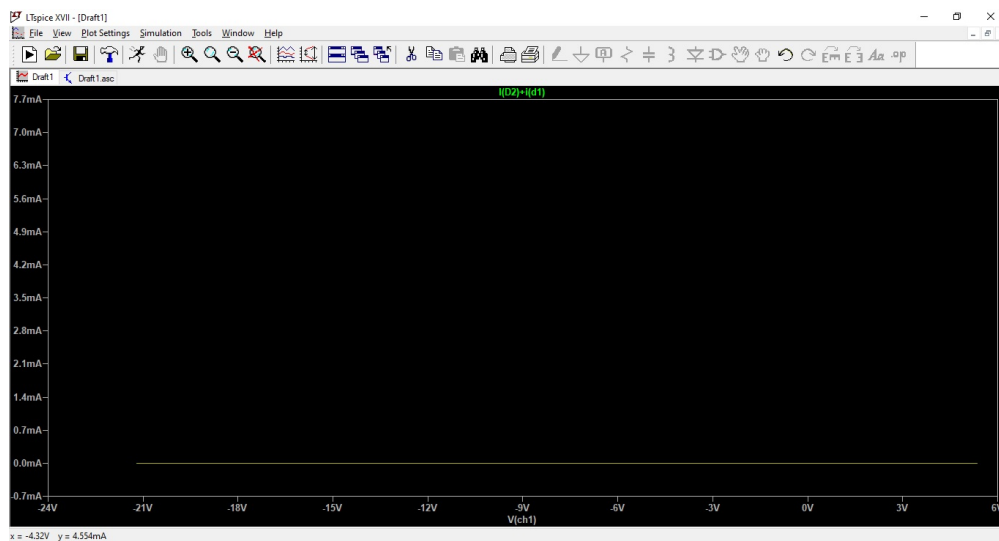 LTspice XVII - [Draft1]
File View Plot Settings Simulation Tools Window Help
Aa .op
Draft1 Draft1.asc
I(D2)+i(d1)
7.7mA
7.0mA
6.3mA
5.6mA
4.9mA
4.2mA
3.5mA
2.8mA
2.1mA
1.4mA
0.7mA
0.0mA
-0.7mA
-24V -21V -18V -15V -12V -9V -6V -3V 0V 3V
V(ch1)
x = -4.32V y = 4.554mA